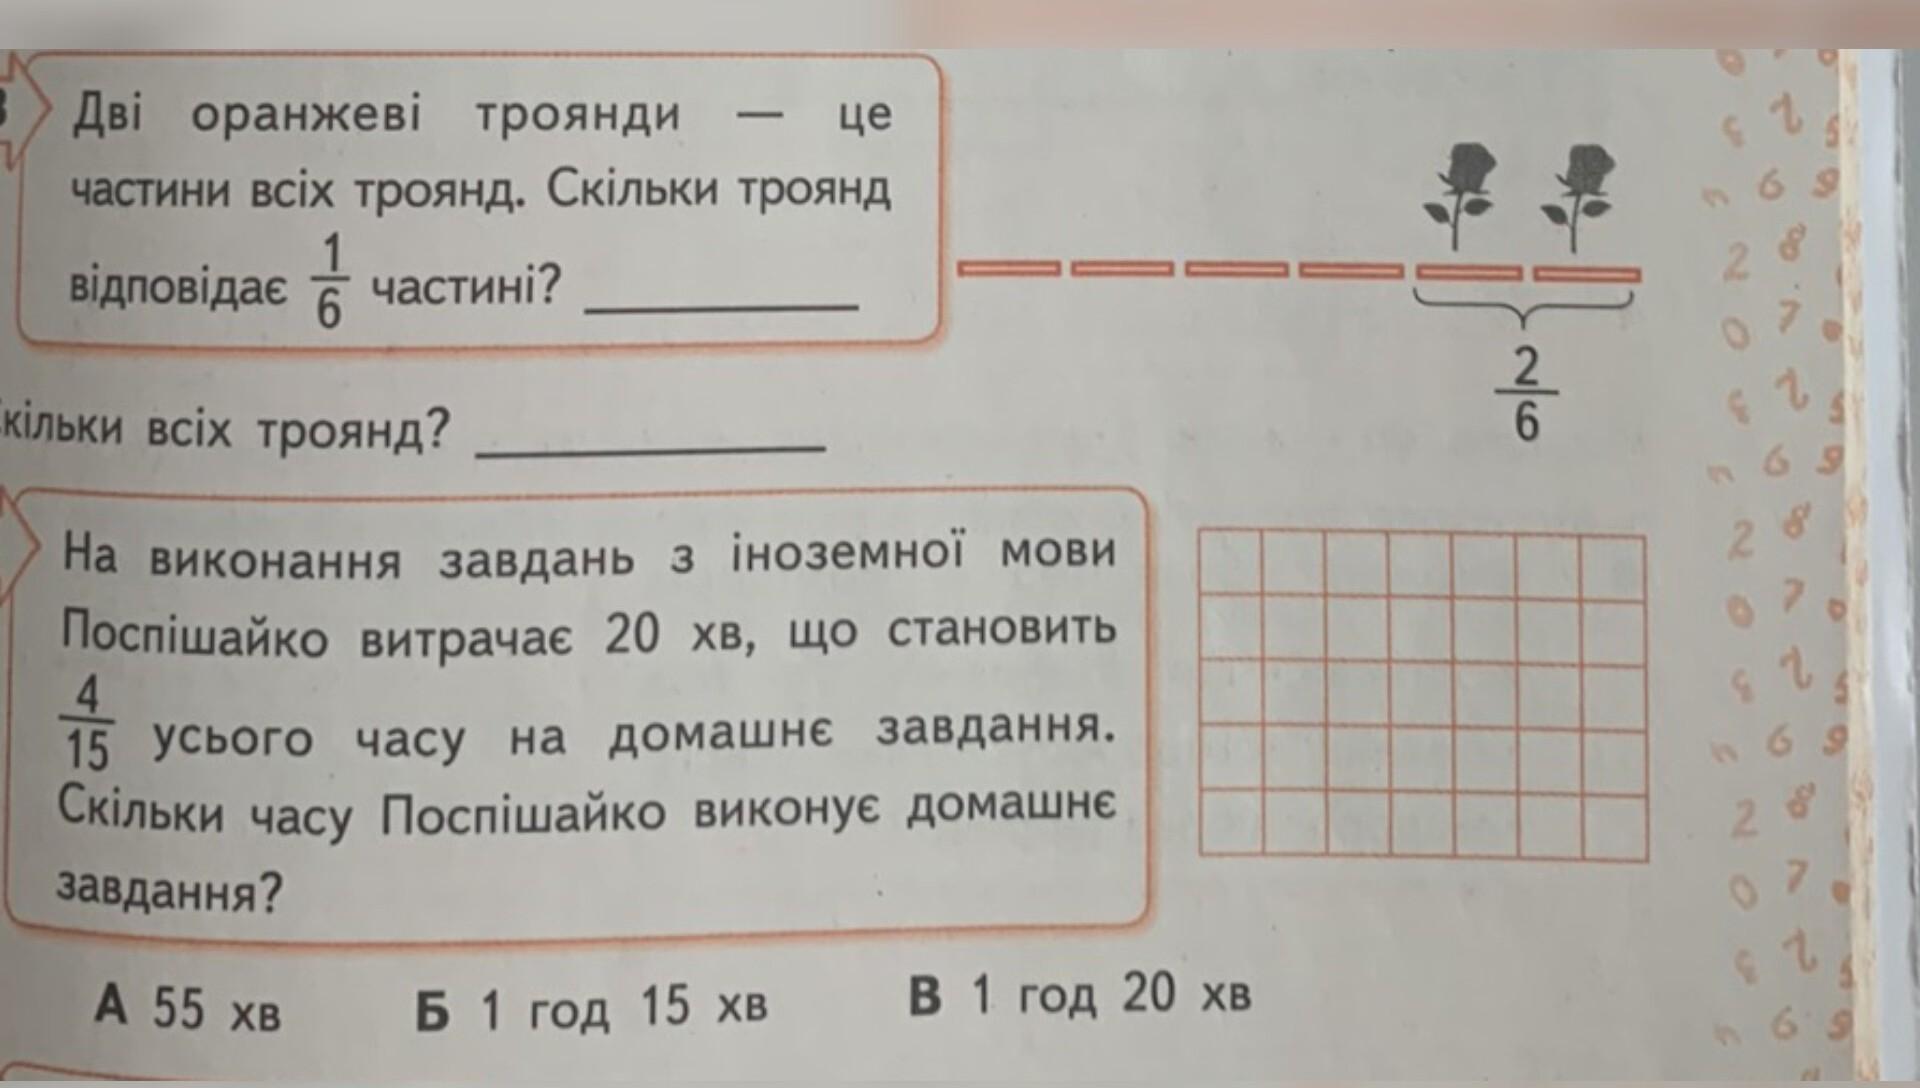 Дві оранжеві троянди — це
частини всіх троянд. Скільки троянд
відповідає 1/6 частині?
2/6
кільки всіх троянд?
На виконання завдань з іноземної мови
Поспішайко витрачає 20 хв, що становить
4/15 усього часу на домашнє завдання.
Скільки часу Поспішайко виконує домашнє
завдання?
А 55 хв Б 1 год 15 хв В 1 год 20 хв